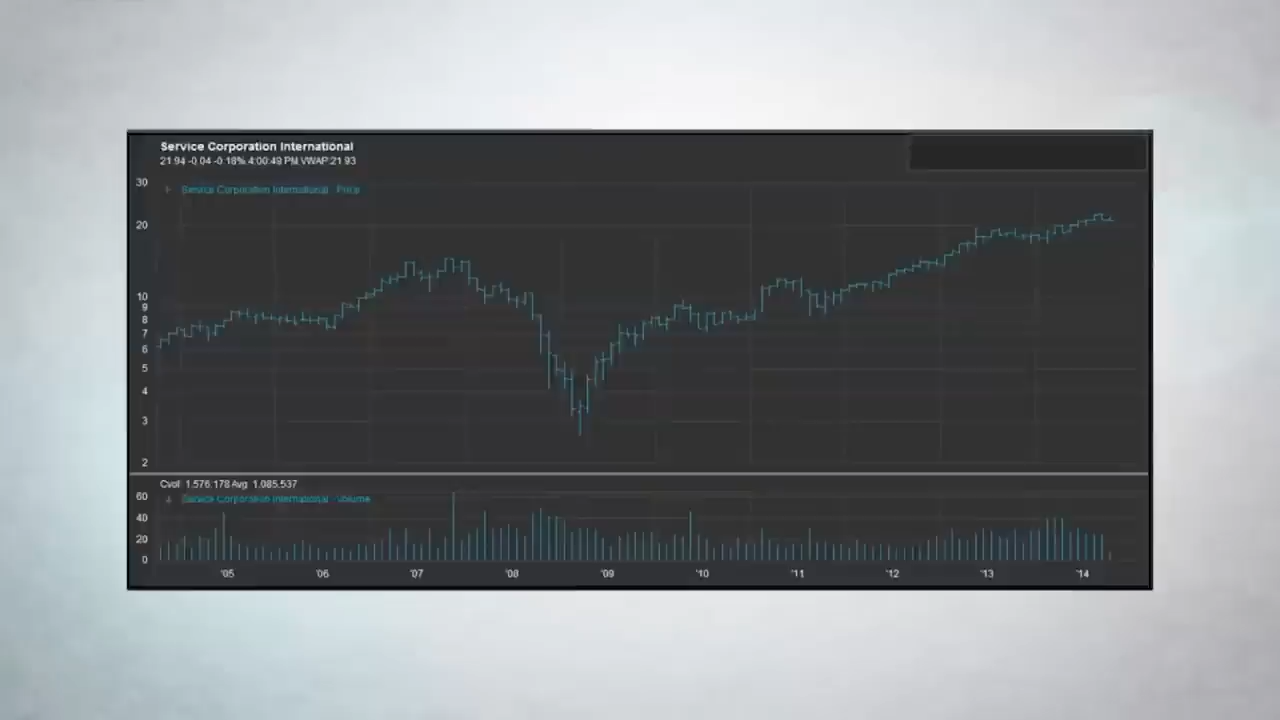 Service Corporation International
21.94 -0.04 -0.18% 4:00:49 PM VWAP:21.93
30
Service Corporation International Price
20
10
9
8
7
6
5
4
3
2
Cvol 1.576.178 Avg 1.085.537
60
Service Corporation International Volume
40
20
0
'05 '06 '07 '08 '09 '10 '11 '12 '13 '14